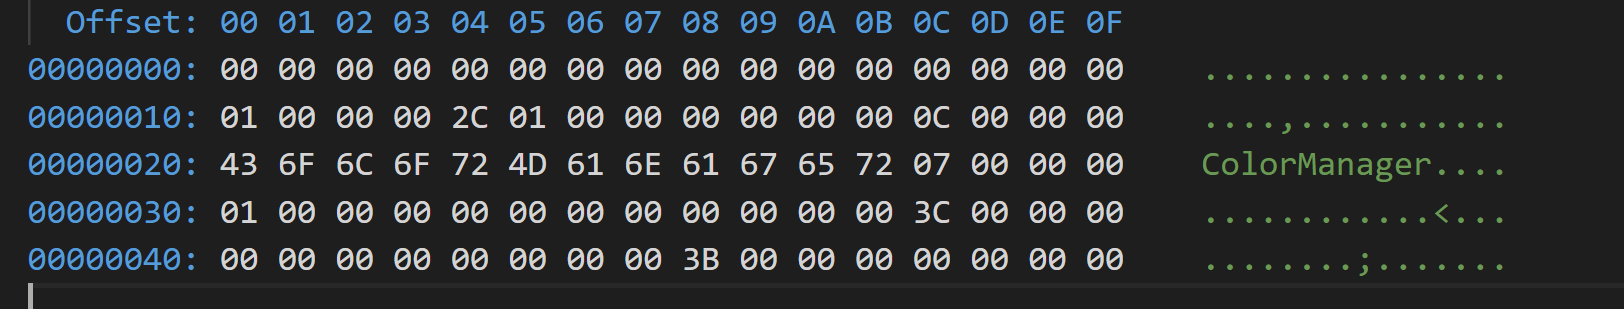 Offset: 00 01 02 03 04 05 06 07 08 09 0A 0B 0C 0D 0E 0F
00000000: 00 00 00 00 00 00 00 00 00 00 00 00 00 00 00 00 ................
00000010: 01 00 00 00 2C 01 00 00 00 00 00 00 0C 00 00 00 ....,...........
00000020: 43 6F 6C 6F 72 4D 61 6E 61 67 65 72 07 00 00 00 ColorManager....
00000030: 01 00 00 00 00 00 00 00 00 00 00 00 3C 00 00 00 ............<...
00000040: 00 00 00 00 00 00 00 00 3B 00 00 00 00 00 00 00 ........;.......